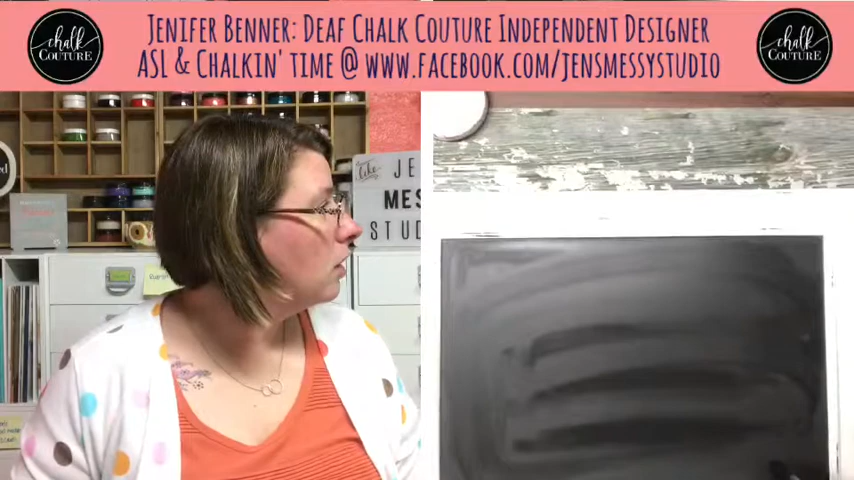 JENIFER BENNER: DEAF CHALK COUTURE INDEPENDENT DESIGNER
ASL & CHALKIN' TIME @ WWW.FACEBOOK.COM/JENSMESSYSTUDIO
chalk
COUTURE
chalk
COUTURE
JE
MES
STUD